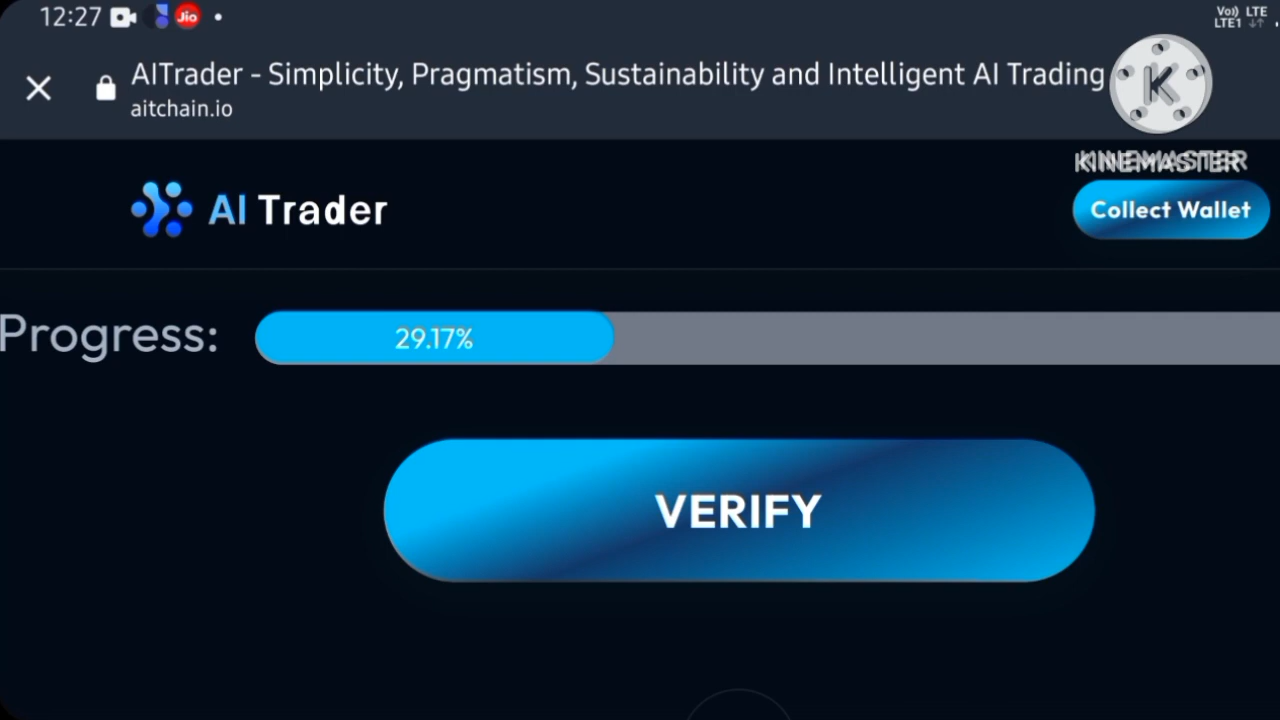 12:27
Jio
Vo) LTE
LTE1
AITrader - Simplicity, Pragmatism, Sustainability and Intelligent AI Trading
aitchain.io
K
KINEMASTER
AI Trader
Collect Wallet
Progress:
29.17%
VERIFY